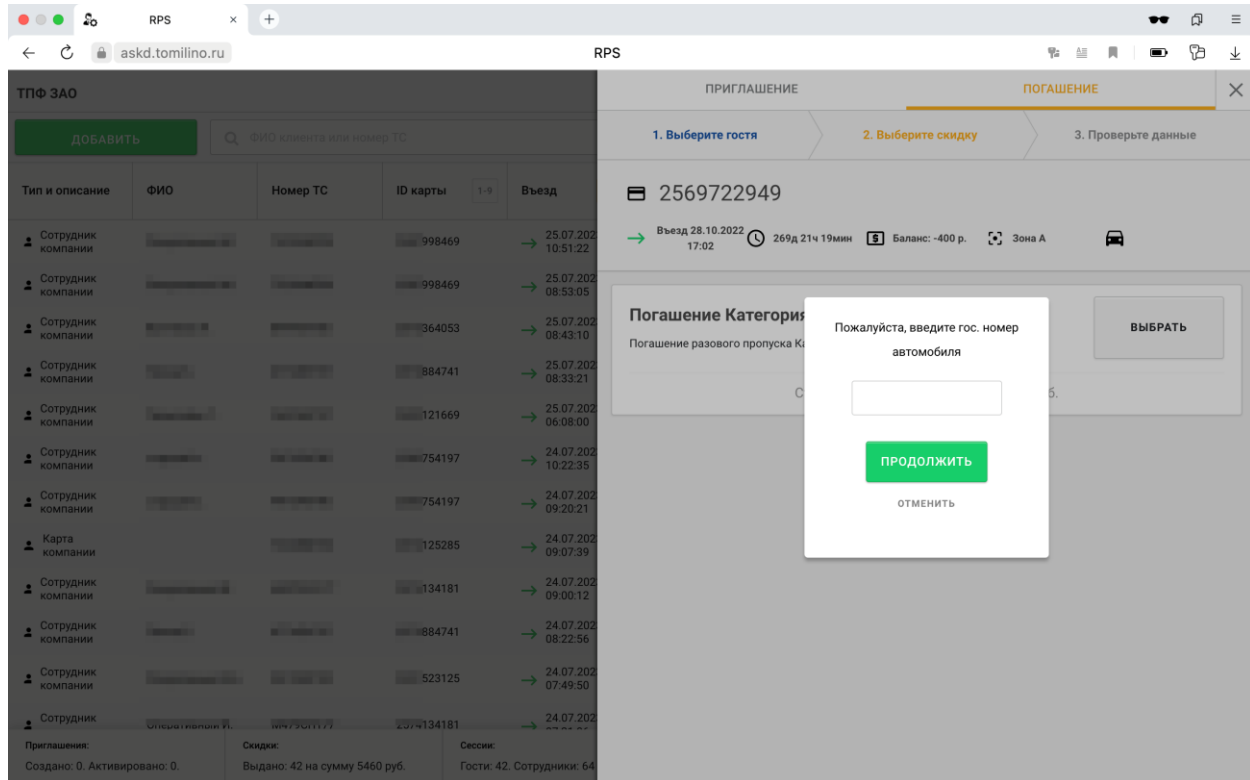 RPS
askd.tomilino.ru
RPS
ТПФ ЗАО
ДОБАВИТЬ
ФИО клиента или номер ТС
Тип и описание ФИО Номер ТС ID карты 1-9 Въезд
Сотрудник
компании
998469
25.07.202
10:51:22
Сотрудник
компании
998469
25.07.202
08:53:05
Сотрудник
компании
364053
25.07.202
08:43:10
Сотрудник
компании
884741
25.07.202
08:33:21
Сотрудник
компании
121669
25.07.202
06:08:00
Сотрудник
компании
754197
24.07.202
10:22:35
Сотрудник
компании
754197
24.07.202
09:20:21
Карта
компании
125285
24.07.202
09:07:39
Сотрудник
компании
134181
24.07.202
09:00:12
Сотрудник
компании
884741
24.07.202
08:22:56
Сотрудник
компании
523125
24.07.202
07:49:50
Сотрудник
134181
24.07.202
Приглашения:
Создано: 0. Активировано: 0.
Скидки:
Выдано: 42 на сумму 5460 руб.
Сессии:
Гости: 42. Сотрудники: 64
ПРИГЛАШЕНИЕ ПОГАШЕНИЕ
1. Выберите гостя 2. Выберите скидку 3. Проверьте данные
2569722949
Въезд 28.10.2022
17:02
269д 21ч 19мин
Баланс: -400 р.
Зона А
Погашение Категория
Погашение разового пропуска
ВЫБРАТЬ
Пожалуйста, введите гос. номер
автомобиля
ПРОДОЛЖИТЬ
ОТМЕНИТЬ